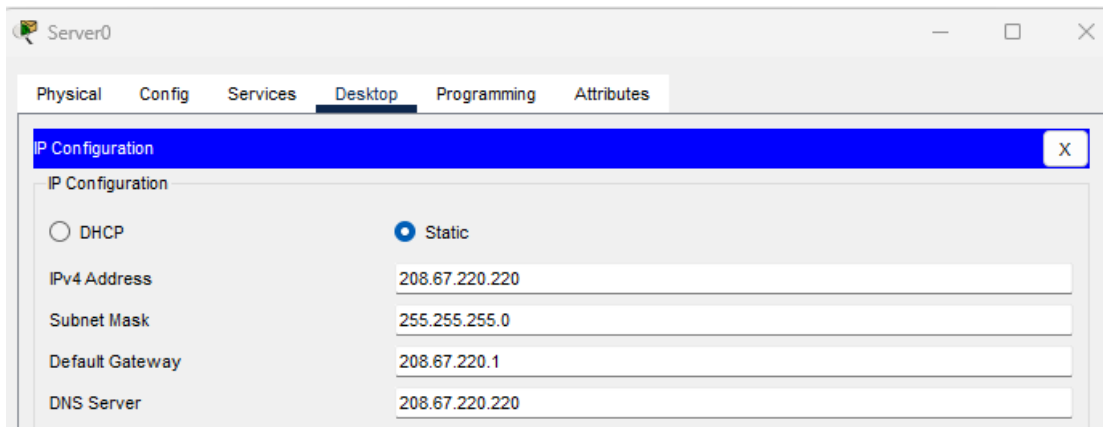 Server0
Physical Config Services Desktop Programming Attributes
IP Configuration X
IP Configuration
DHCP Static
IPv4 Address 208.67.220.220
Subnet Mask 255.255.255.0
Default Gateway 208.67.220.1
DNS Server 208.67.220.220